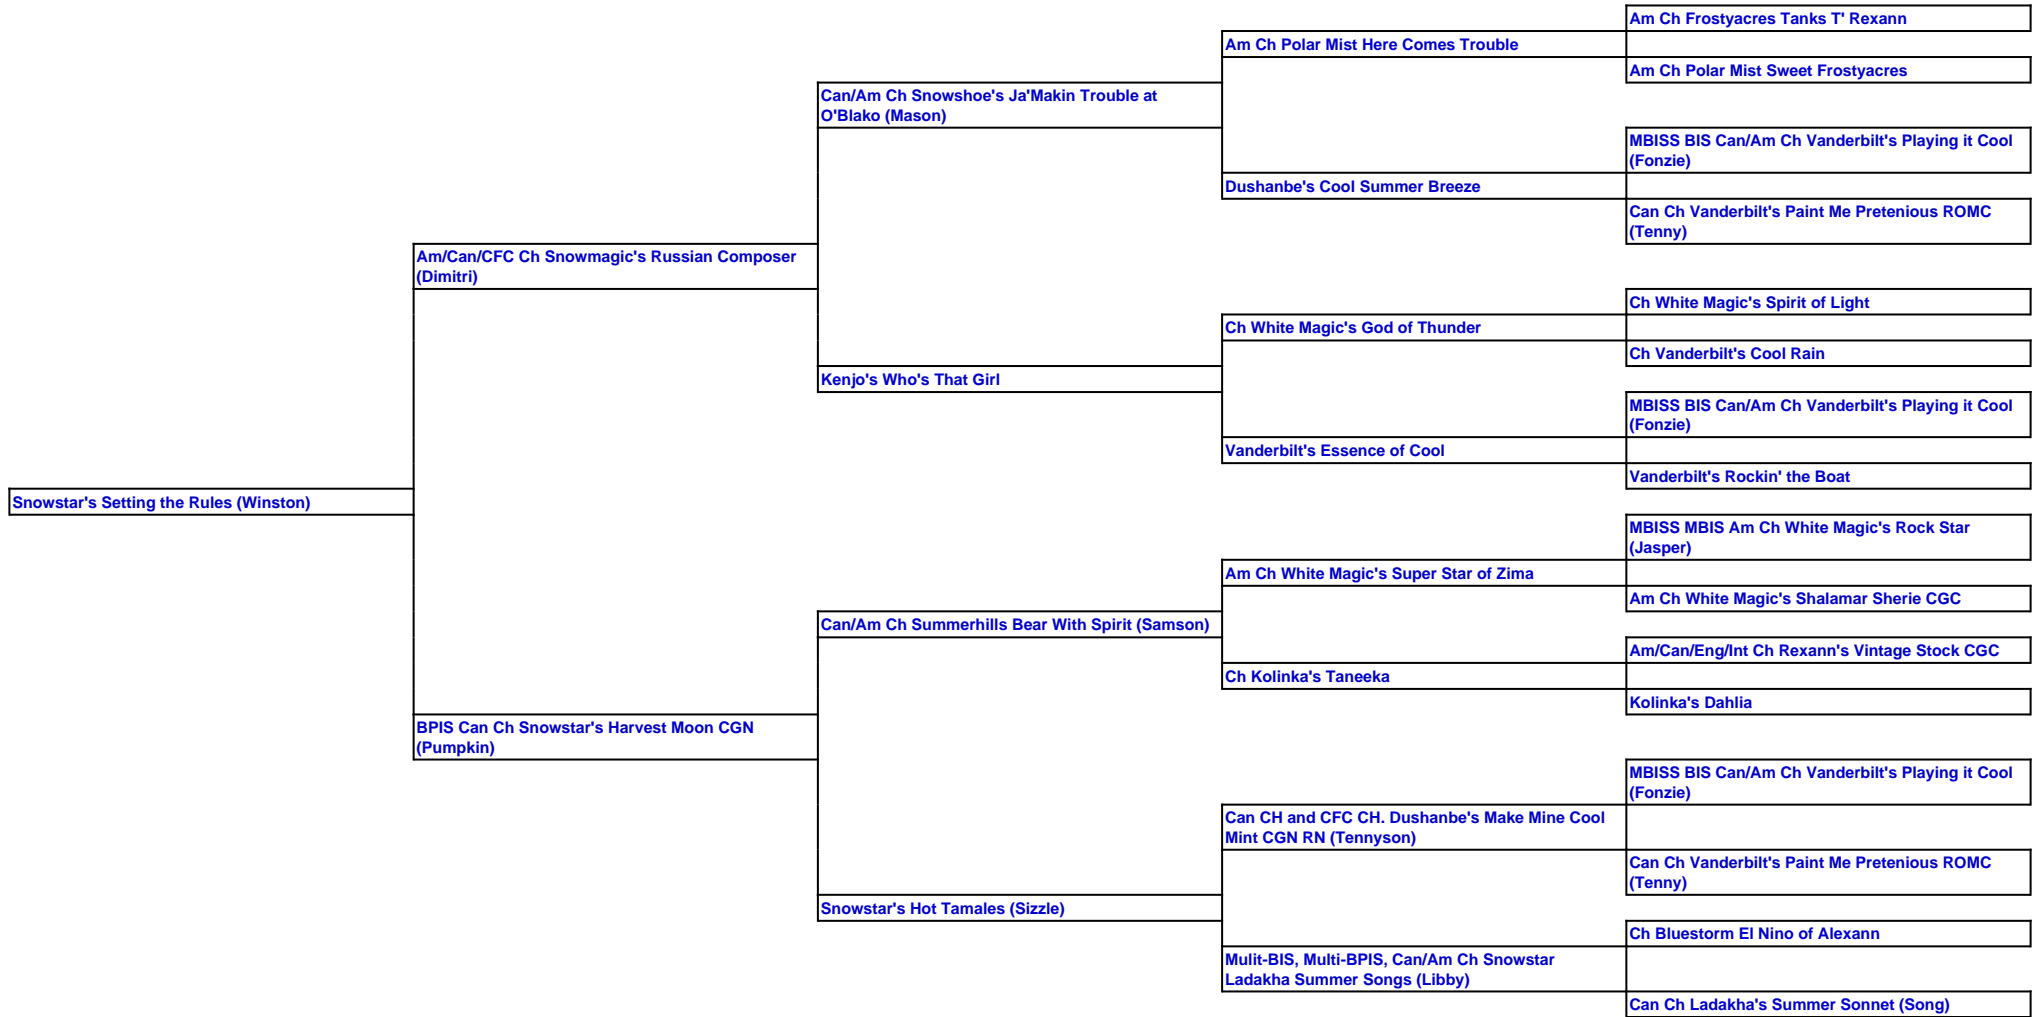 Am Ch Frostyacres Tanks T' Rexann
Am Ch Polar Mist Here Comes Trouble
Am Ch Polar Mist Sweet Frostyacres
Can/Am Ch Snowshoe's Ja'Makin Trouble at
O'Blako (Mason)
MBISS BIS Can/Am Ch Vanderbilt's Playing it Cool
(Fonzie)
Dushanbe's Cool Summer Breeze
Can Ch Vanderbilt's Paint Me Pretenious ROMC
(Tenny)
Am/Can/CFC Ch Snowmagic's Russian Composer
(Dimitri)
Ch White Magic's Spirit of Light
Ch White Magic's God of Thunder
Ch Vanderbilt's Cool Rain
Kenjo's Who's That Girl
MBISS BIS Can/Am Ch Vanderbilt's Playing it Cool
(Fonzie)
Vanderbilt's Essence of Cool
Vanderbilt's Rockin' the Boat
Snowstar's Setting the Rules (Winston)
MBISS MBIS Am Ch White Magic's Rock Star
(Jasper)
Am Ch White Magic's Super Star of Zima
Am Ch White Magic's Shalamar Sherie CGC
Can/Am Ch Summerhills Bear With Spirit (Samson)
Am/Can/Eng/Int Ch Rexann's Vintage Stock CGC
Ch Kolinka's Taneeka
Kolinka's Dahlia
BPIS Can Ch Snowstar's Harvest Moon CGN
(Pumpkin)
MBISS BIS Can/Am Ch Vanderbilt's Playing it Cool
(Fonzie)
Can CH and CFC CH. Dushanbe's Make Mine Cool
Mint CGN RN (Tennyson)
Can Ch Vanderbilt's Paint Me Pretenious ROMC
(Tenny)
Snowstar's Hot Tamales (Sizzle)
Ch Bluestorm El Nino of Alexann
Mulit-BIS, Multi-BPIS, Can/Am Ch Snowstar
Ladakha Summer Songs (Libby)
Can Ch Ladakha's Summer Sonnet (Song)